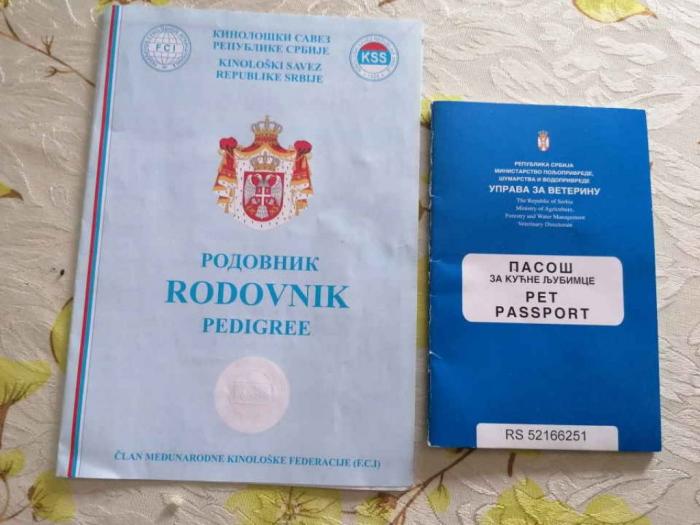 F.C.I
КИНОЛОШКИ САВЕЗ
РЕПУБЛИКЕ СРБИЈЕ
KINOLOŠKI SAVEZ
REPUBLIKE SRBIJE
KSS
РОДОВНИК
RODOVNIK
PEDIGREE
ČLAN MEĐUNARODNE KINOLOŠKE FEDERACIJE (F.C.I)
РЕПУБЛИКА СРБИЈА
МИНИСТАРСТВО ПОЉОПРИВРЕДЕ,
ШУМАРСТВА И ВОДОПРИВРЕДЕ
УПРАВА ЗА ВЕТЕРИНУ
The Republic of Serbia
Ministry of Agriculture,
Forestry and Water Management
Veterinary Directorate
ПАСОШ
ЗА КУЋНЕ ЉУБИМЦЕ
PET
PASSPORT
RS 52166251